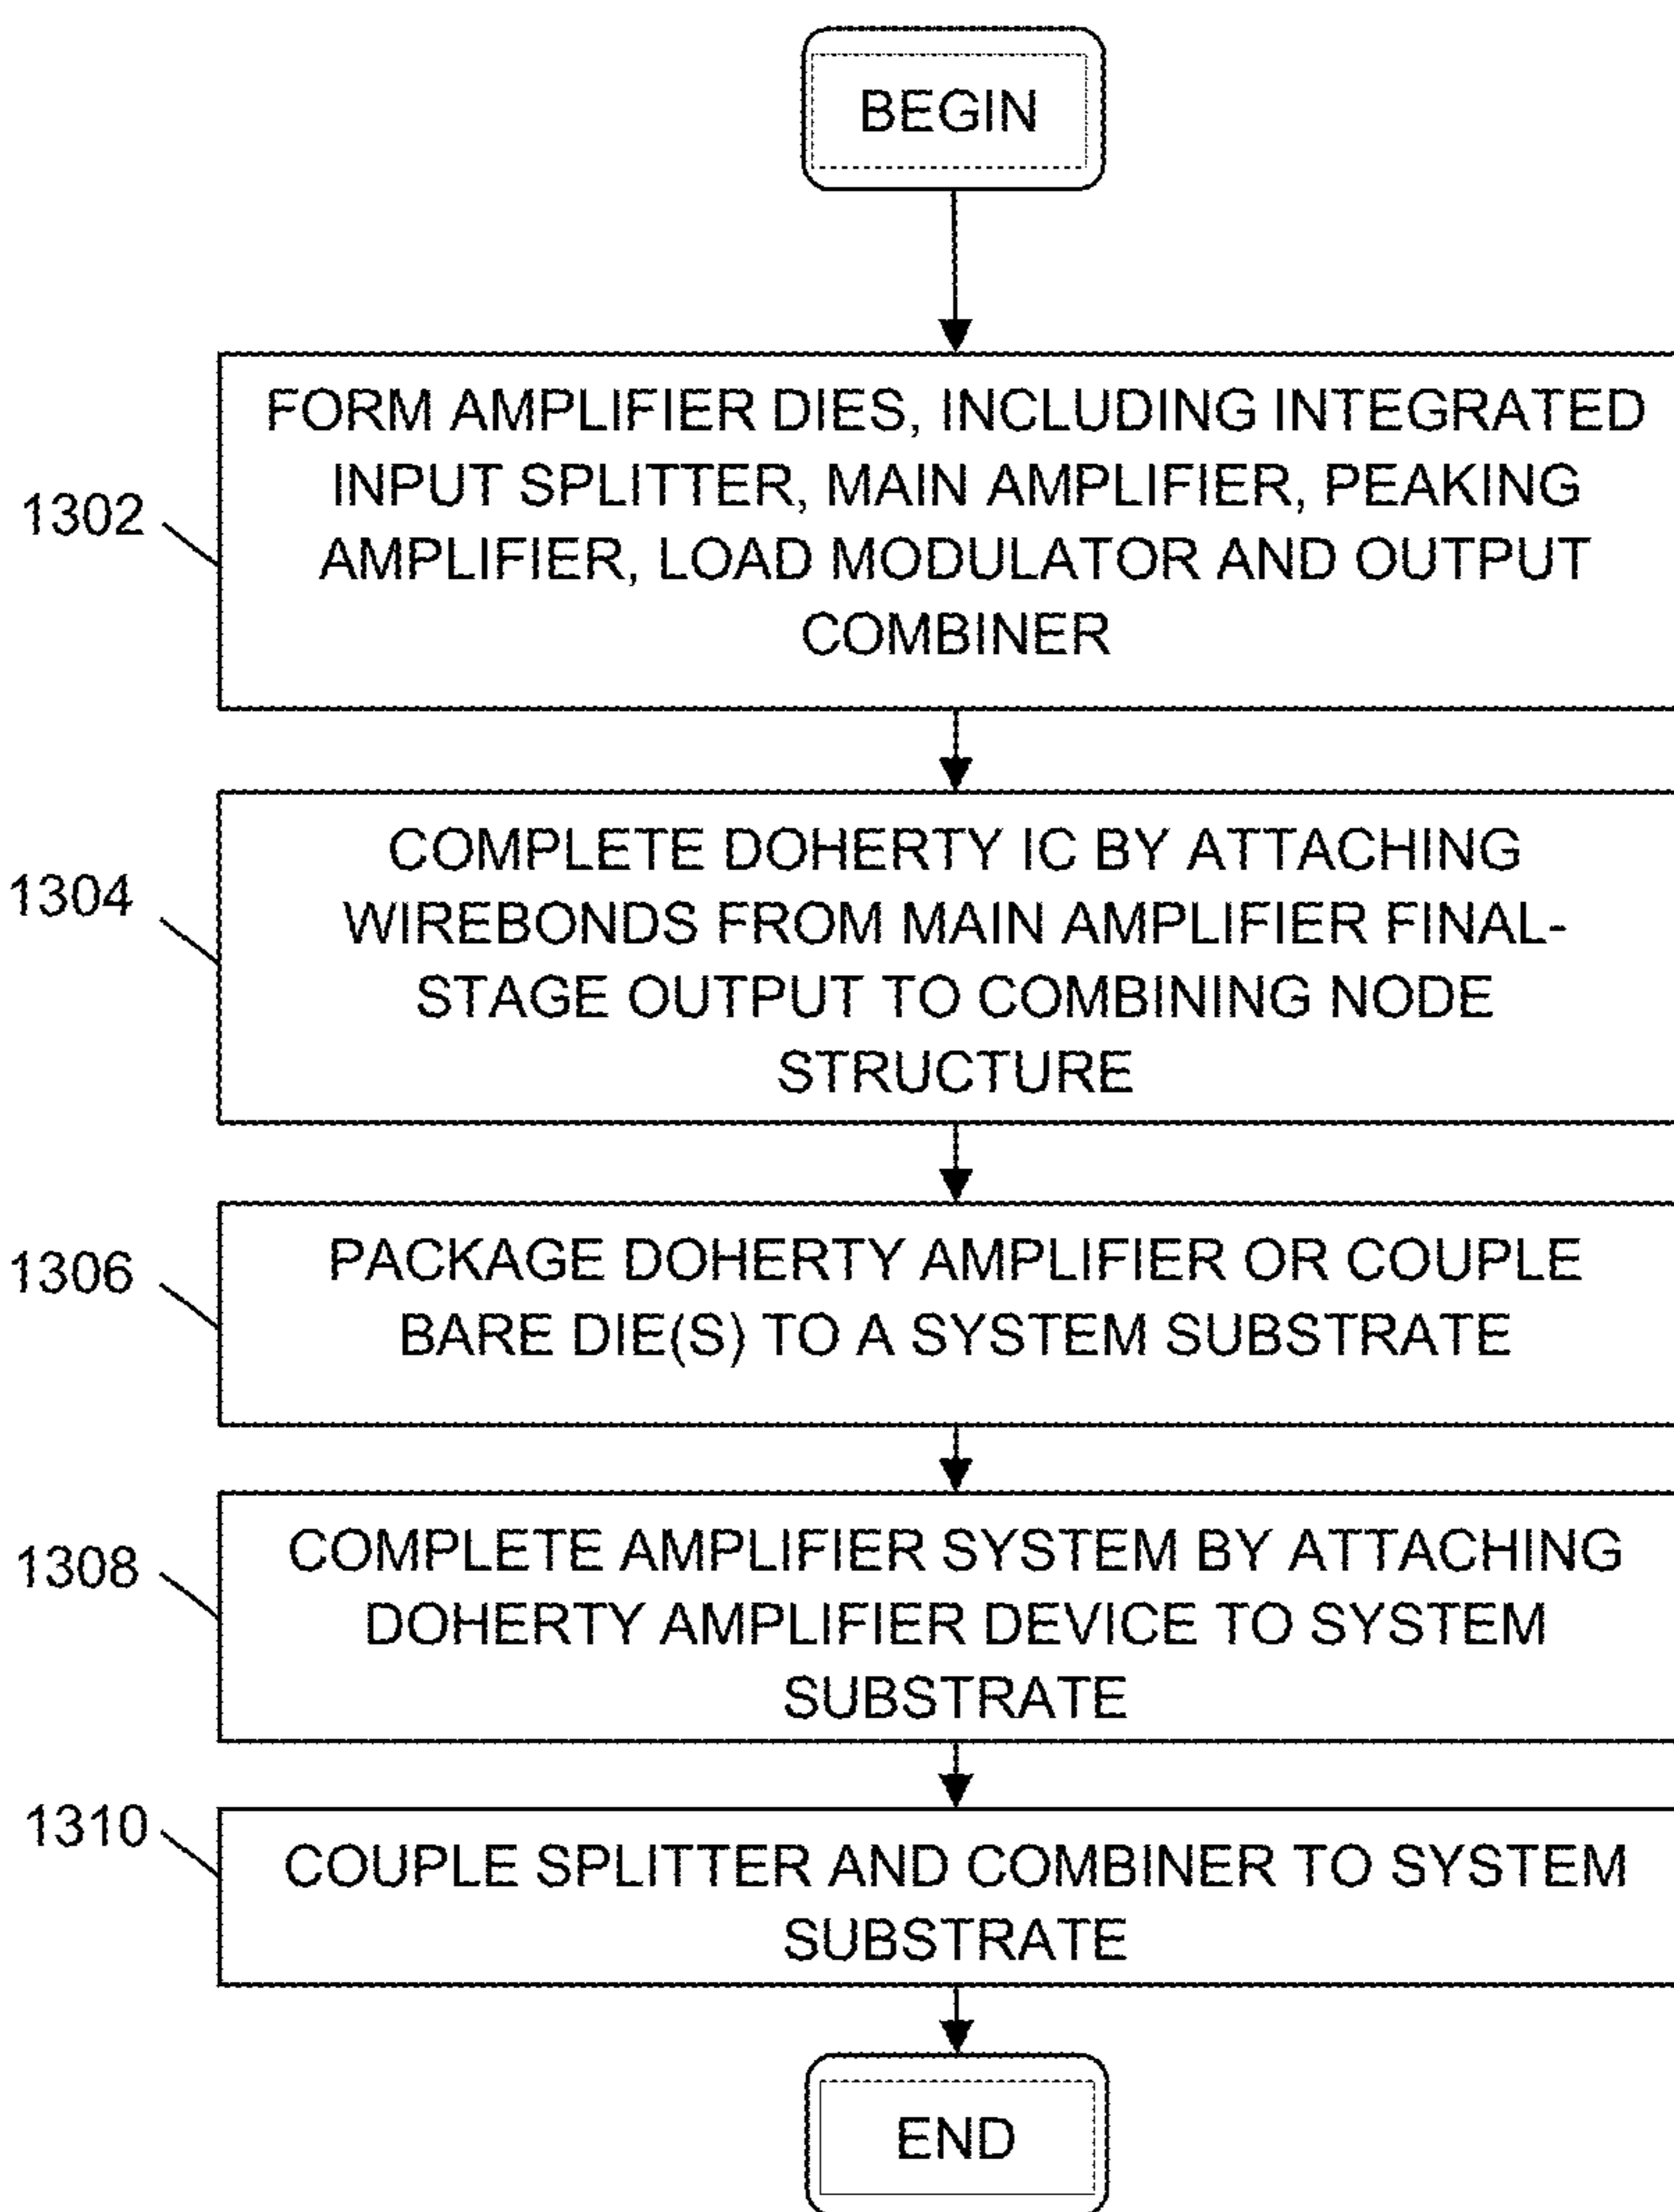 BEGIN
1302
FORM AMPLIFIER DIES, INCLUDING INTEGRATED
INPUT SPLITTER, MAIN AMPLIFIER, PEAKING
AMPLIFIER, LOAD MODULATOR AND OUTPUT
COMBINER
1304
COMPLETE DOHERTY IC BY ATTACHING
WIREBONDS FROM MAIN AMPLIFIER FINAL-
STAGE OUTPUT TO COMBINING NODE
STRUCTURE
1306
PACKAGE DOHERTY AMPLIFIER OR COUPLE
BARE DIE(S) TO A SYSTEM SUBSTRATE
1308
COMPLETE AMPLIFIER SYSTEM BY ATTACHING
DOHERTY AMPLIFIER DEVICE TO SYSTEM
SUBSTRATE
1310
COUPLE SPLITTER AND COMBINER TO SYSTEM
SUBSTRATE
END